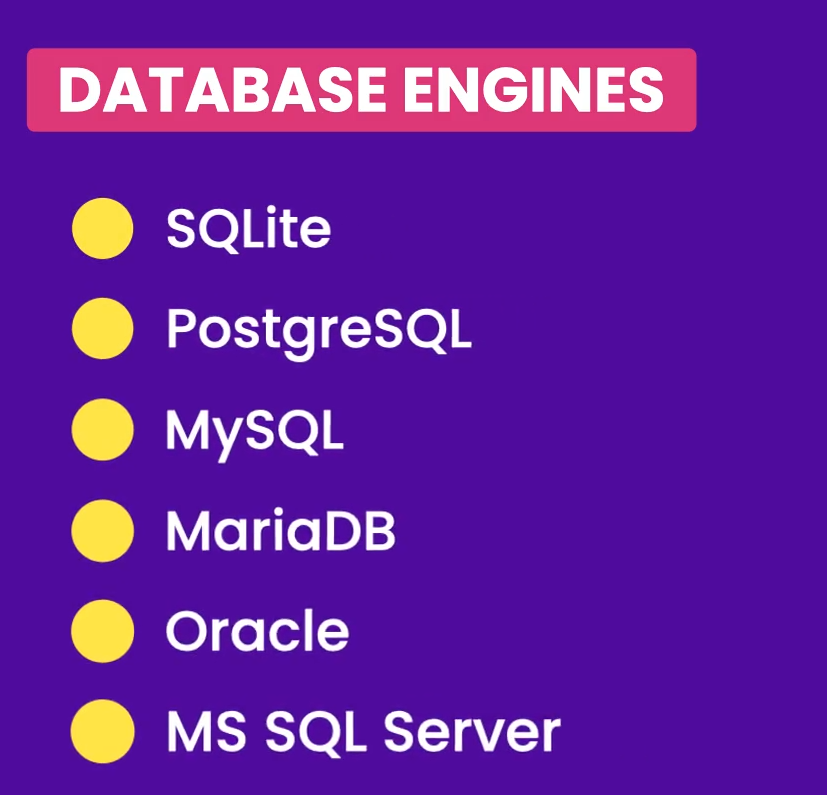 DATABASE ENGINES
SQLite
PostgreSQL
MySQL
MariaDB
Oracle
MS SQL Server